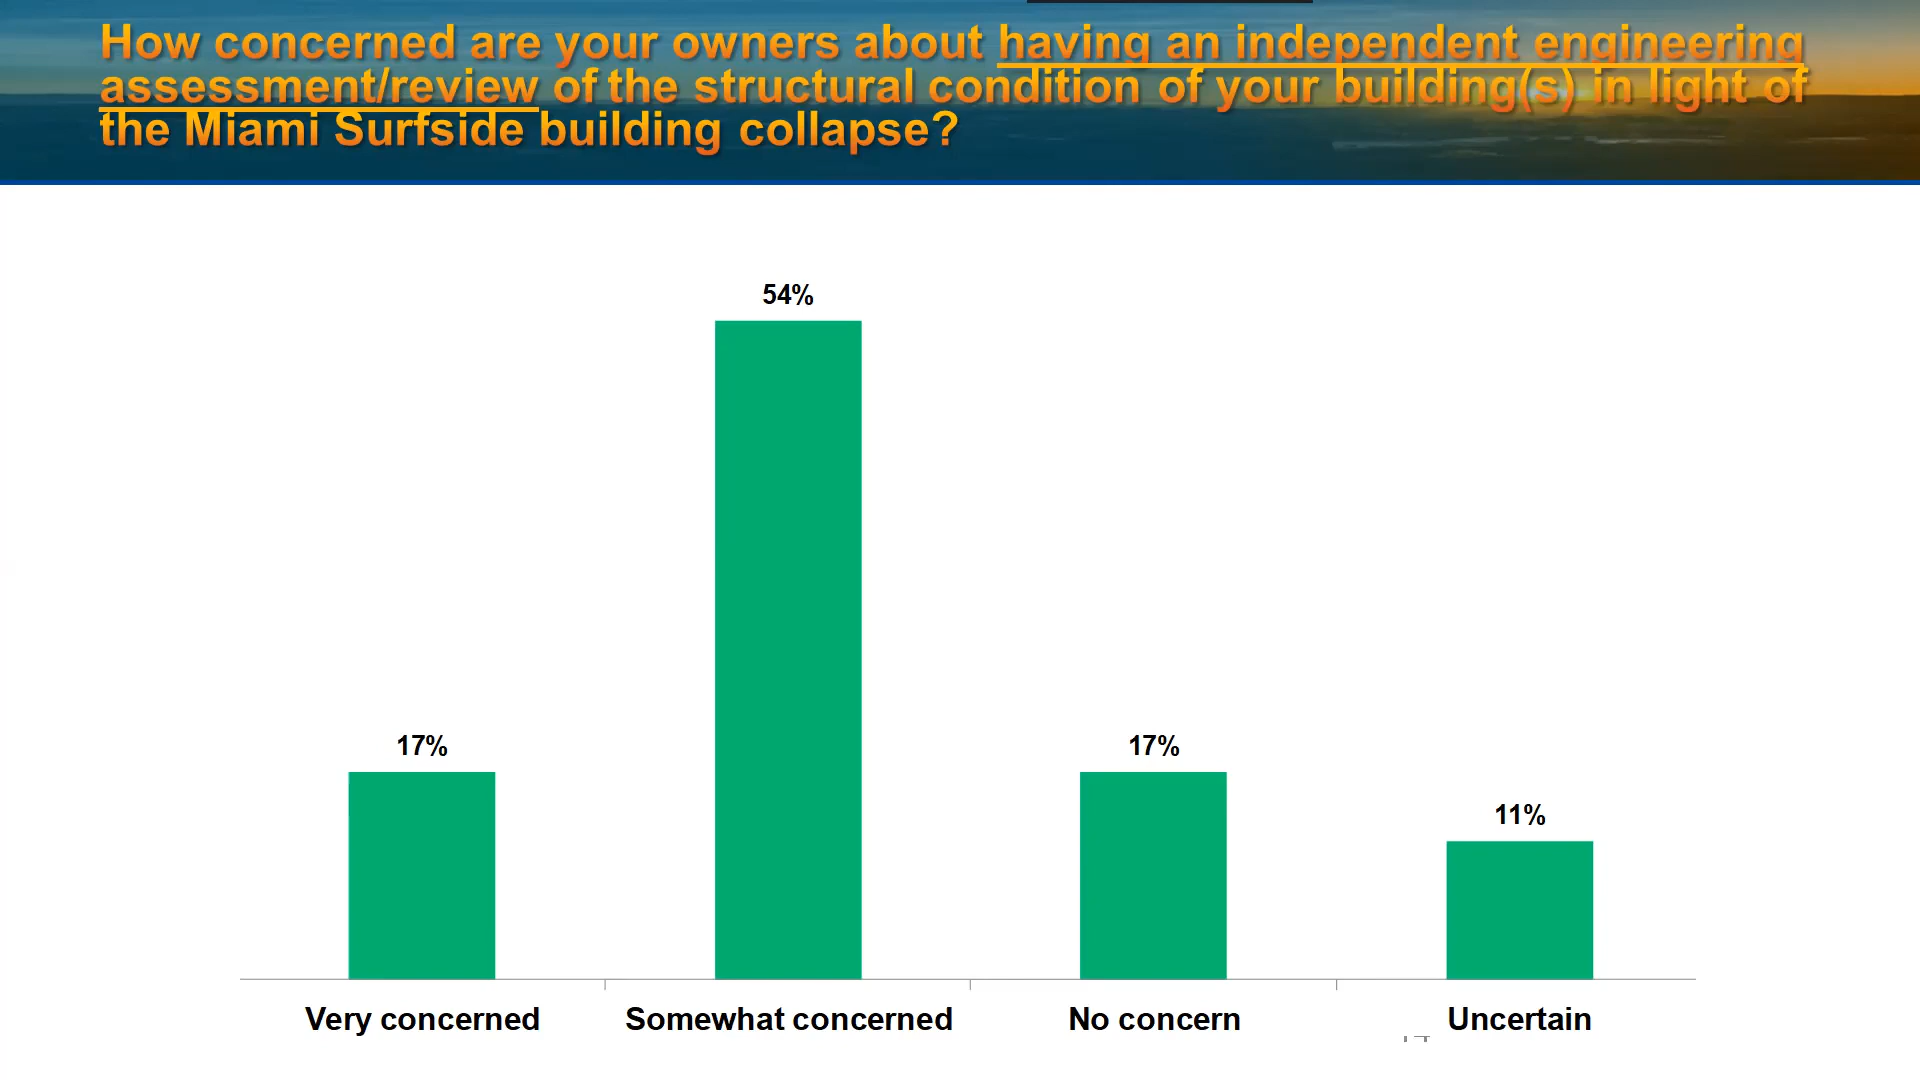 How concerned are your owners about having an independent engineering
assessment/review of the structural condition of your building(s) in light of
the Miami Surfside building collapse?
54%
17%
17%
11%
Very concerned
Somewhat concerned
No concern
Uncertain